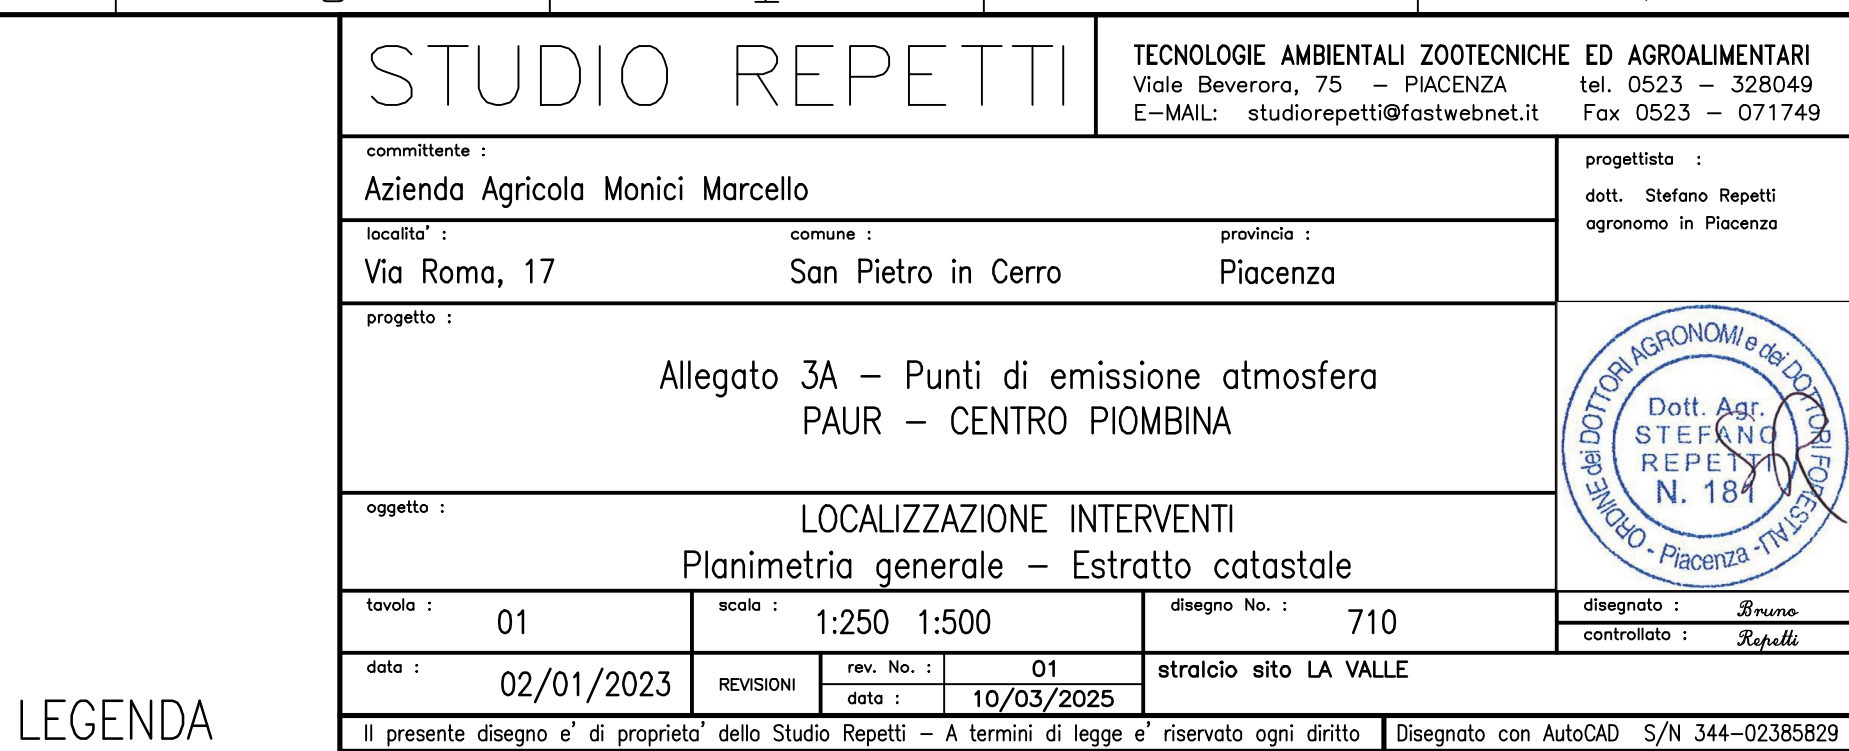 STUDIO REPETTI
TECNOLOGIE AMBIENTALI ZOOTECNICHE ED AGROALIMENTARI
Viale Beverora, 75 – PIACENZA tel. 0523 – 328049
E–MAIL: studiorepetti@fastwebnet.it Fax 0523 – 071749
committente :
Azienda Agricola Monici Marcello
progettista :
dott. Stefano Repetti
agronomo in Piacenza
localita' : comune : provincia :
Via Roma, 17 San Pietro in Cerro Piacenza
progetto :
Allegato 3A – Punti di emissione atmosfera
PAUR – CENTRO PIOMBINA
ORDINE dei DOTTORI AGRONOMI e dei DOTTORI FORESTALI
- Piacenza -
Dott. Agr.
STEFANO
REPETTI
N. 181
oggetto :
LOCALIZZAZIONE INTERVENTI
Planimetria generale – Estratto catastale
tavola : 01
scala : 1:250 1:500
disegno No. : 710
disegnato : Bruno
controllato : Repetti
data : 02/01/2023
REVISIONI
rev. No. : 01
data : 10/03/2025
stralcio sito LA VALLE
Il presente disegno e' di proprieta' dello Studio Repetti – A termini di legge e' riservato ogni diritto
Disegnato con AutoCAD S/N 344–02385829
LEGENDA